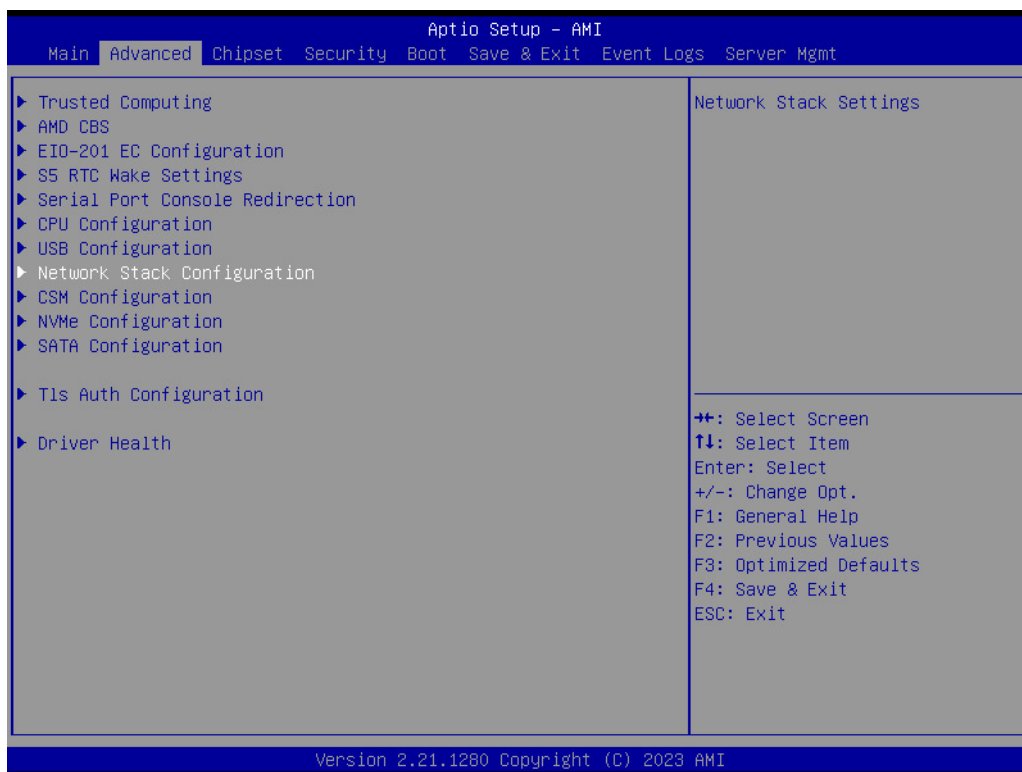 Aptio Setup – AMI
Main Advanced Chipset Security Boot Save & Exit Event Logs Server Mgmt
▶ Trusted Computing
▶ AMD CBS
▶ EIO-201 EC Configuration
▶ S5 RTC Wake Settings
▶ Serial Port Console Redirection
▶ CPU Configuration
▶ USB Configuration
▶ Network Stack Configuration
▶ CSM Configuration
▶ NVMe Configuration
▶ SATA Configuration
▶ Tls Auth Configuration
▶ Driver Health
Network Stack Settings
→←: Select Screen
↑↓: Select Item
Enter: Select
+/-: Change Opt.
F1: General Help
F2: Previous Values
F3: Optimized Defaults
F4: Save & Exit
ESC: Exit
Version 2.21.1280 Copyright (C) 2023 AMI